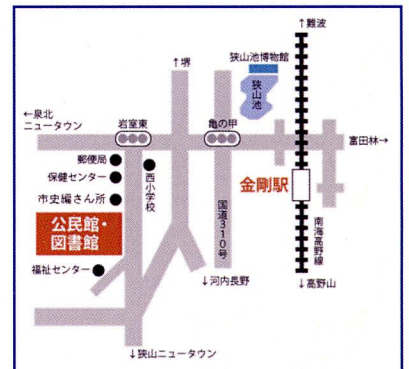 ↑難波
↑堺
狭山池博物館
狭山池
←泉北
ニュータウン
岩室東
亀の甲
富田林→
郵便局
保健センター
市史編さん所
西小学校
公民館・
図書館
国道310号
金剛駅
南海高野線
福祉センター
↓河内長野
↓高野山
↓狭山ニュータウン